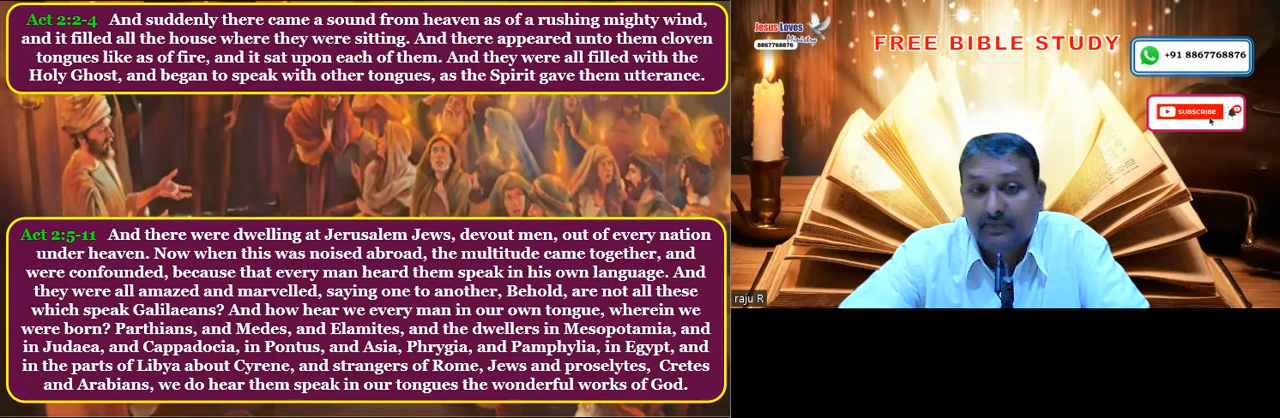 Act 2:2-4 And suddenly there came a sound from heaven as of a rushing mighty wind,
and it filled all the house where they were sitting. And there appeared unto them cloven
tongues like as of fire, and it sat upon each of them. And they were all filled with the
Holy Ghost, and began to speak with other tongues, as the Spirit gave them utterance.
Act 2:5-11 And there were dwelling at Jerusalem Jews, devout men, out of every nation
under heaven. Now when this was noised abroad, the multitude came together, and
were confounded, because that every man heard them speak in his own language. And
they were all amazed and marvelled, saying one to another, Behold, are not all these
which speak Galilaeans? And how hear we every man in our own tongue, wherein we
were born? Parthians, and Medes, and Elamites, and the dwellers in Mesopotamia, and
in Judaea, and Cappadocia, in Pontus, and Asia, Phrygia, and Pamphylia, in Egypt, and
in the parts of Libya about Cyrene, and strangers of Rome, Jews and proselytes, Cretes
and Arabians, we do hear them speak in our tongues the wonderful works of God.
Jesus Loves
Ministry
8867768876
FREE BIBLE STUDY
+91 8867768876
SUBSCRIBE
raju R